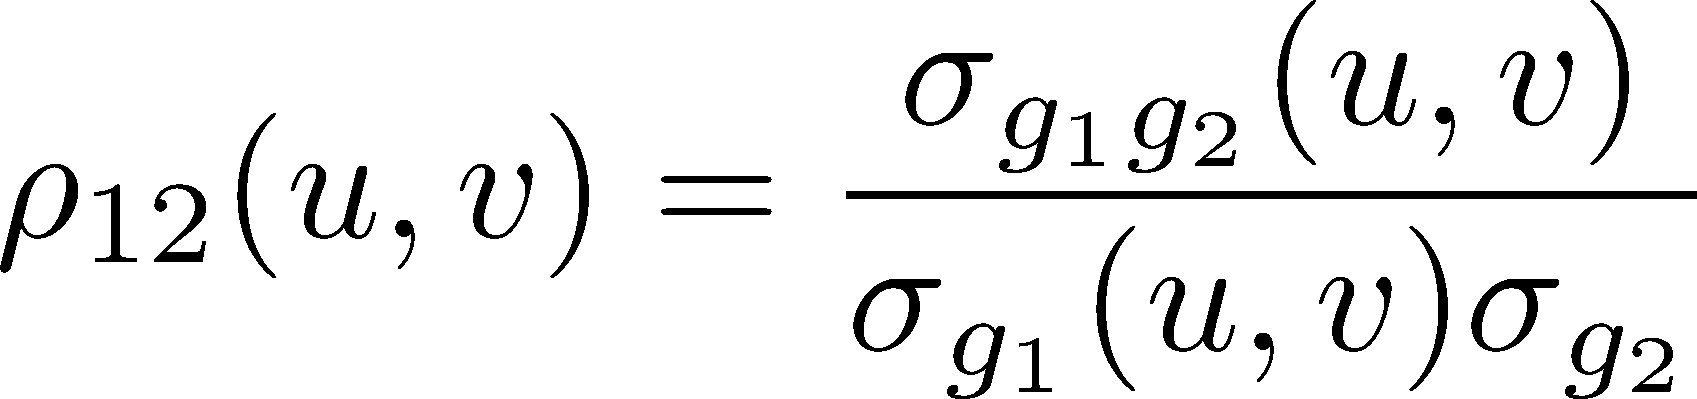 ρ₁₂(u, v) = σ_{g₁g₂}(u, v) / σ_{g₁}(u, v)σ_{g₂}